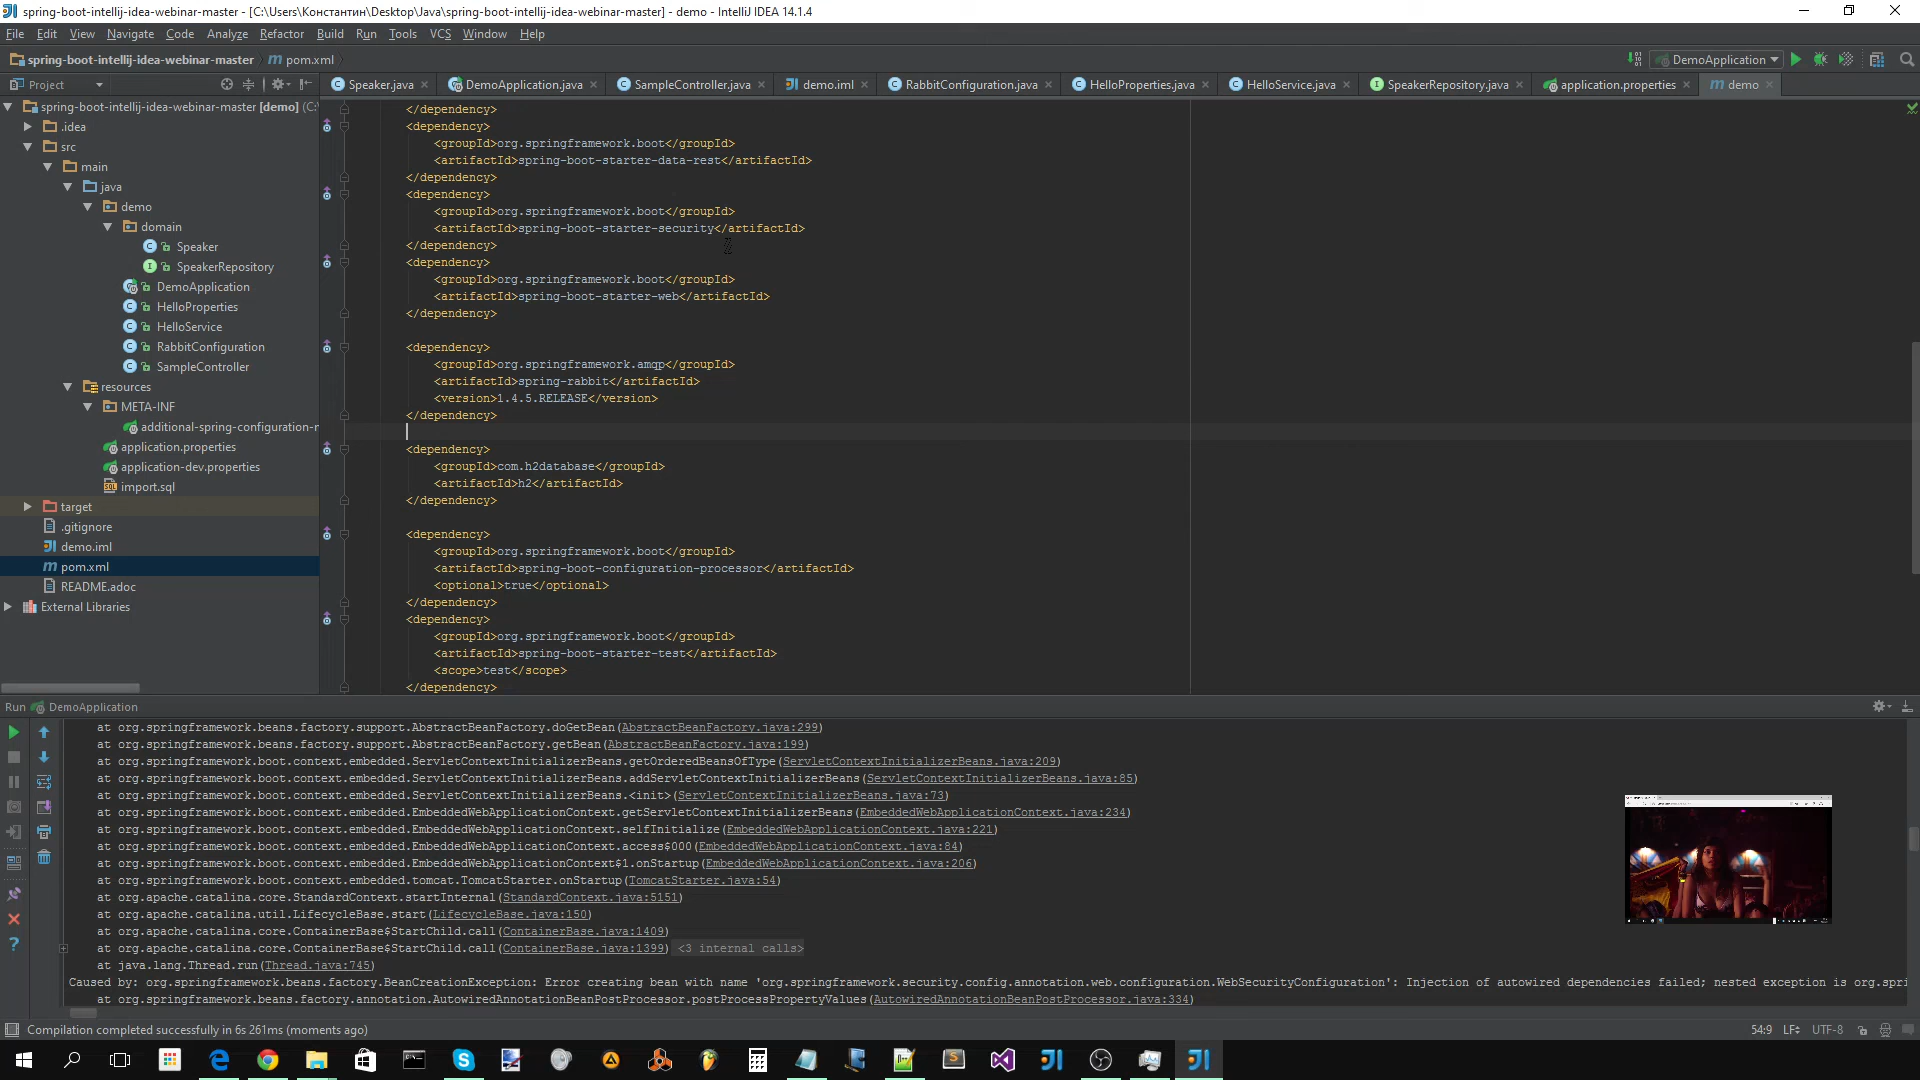 spring-boot-intellij-idea-webinar-master - [C:\Users\Константин\Desktop\Java\spring-boot-intellij-idea-webinar-master] - demo - IntelliJ IDEA 14.1.4
File Edit View Navigate Code Analyze Refactor Build Run Tools VCS Window Help
spring-boot-intellij-idea-webinar-master pom.xml DemoApplication
Project Speaker.java DemoApplication.java SampleController.java demo.iml RabbitConfiguration.java HelloProperties.java HelloService.java SpeakerRepository.java application.properties demo
spring-boot-intellij-idea-webinar-master [demo] (C:
.idea
src
main
java
demo
domain
Speaker
SpeakerRepository
DemoApplication
HelloProperties
HelloService
RabbitConfiguration
SampleController
resources
META-INF
additional-spring-configuration-
application.properties
application-dev.properties
import.sql
target
.gitignore
demo.iml
pom.xml
README.adoc
External Libraries
</dependency>
<dependency>
<groupId>org.springframework.boot</groupId>
<artifactId>spring-boot-starter-data-rest</artifactId>
</dependency>
<dependency>
<groupId>org.springframework.boot</groupId>
<artifactId>spring-boot-starter-security</artifactId>
</dependency>
<dependency>
<groupId>org.springframework.boot</groupId>
<artifactId>spring-boot-starter-web</artifactId>
</dependency>
<dependency>
<groupId>org.springframework.amqp</groupId>
<artifactId>spring-rabbit</artifactId>
<version>1.4.5.RELEASE</version>
</dependency>
<dependency>
<groupId>com.h2database</groupId>
<artifactId>h2</artifactId>
</dependency>
<dependency>
<groupId>org.springframework.boot</groupId>
<artifactId>spring-boot-configuration-processor</artifactId>
<optional>true</optional>
</dependency>
<dependency>
<groupId>org.springframework.boot</groupId>
<artifactId>spring-boot-starter-test</artifactId>
<scope>test</scope>
</dependency>
Run DemoApplication
at org.springframework.beans.factory.support.AbstractBeanFactory.doGetBean(AbstractBeanFactory.java:299)
at org.springframework.beans.factory.support.AbstractBeanFactory.getBean(AbstractBeanFactory.java:199)
at org.springframework.boot.context.embedded.ServletContextInitializerBeans.getOrderedBeansOfType(ServletContextInitializerBeans.java:209)
at org.springframework.boot.context.embedded.ServletContextInitializerBeans.addServletContextInitializerBeans(ServletContextInitializerBeans.java:85)
at org.springframework.boot.context.embedded.ServletContextInitializerBeans.<init>(ServletContextInitializerBeans.java:73)
at org.springframework.boot.context.embedded.EmbeddedWebApplicationContext.getServletContextInitializerBeans(EmbeddedWebApplicationContext.java:234)
at org.springframework.boot.context.embedded.EmbeddedWebApplicationContext.selfInitialize(EmbeddedWebApplicationContext.java:221)
at org.springframework.boot.context.embedded.EmbeddedWebApplicationContext.access$000(EmbeddedWebApplicationContext.java:84)
at org.springframework.boot.context.embedded.EmbeddedWebApplicationContext$1.onStartup(EmbeddedWebApplicationContext.java:206)
at org.springframework.boot.context.embedded.tomcat.TomcatStarter.onStartup(TomcatStarter.java:54)
at org.apache.catalina.core.StandardContext.startInternal(StandardContext.java:5151)
at org.apache.catalina.util.LifecycleBase.start(LifecycleBase.java:150)
at org.apache.catalina.core.ContainerBase$StartChild.call(ContainerBase.java:1409)
at org.apache.catalina.core.ContainerBase$StartChild.call(ContainerBase.java:1399) <3 internal calls>
at java.lang.Thread.run(Thread.java:745)
Caused by: org.springframework.beans.factory.BeanCreationException: Error creating bean with name 'org.springframework.security.config.annotation.web.configuration.WebSecurityConfiguration': Injection of autowired dependencies failed; nested exception is org.spri
at org.springframework.beans.factory.annotation.AutowiredAnnotationBeanPostProcessor.postProcessPropertyValues(AutowiredAnnotationBeanPostProcessor.java:334)
Compilation completed successfully in 6s 261ms (moments ago) 54:9 LF UTF-8